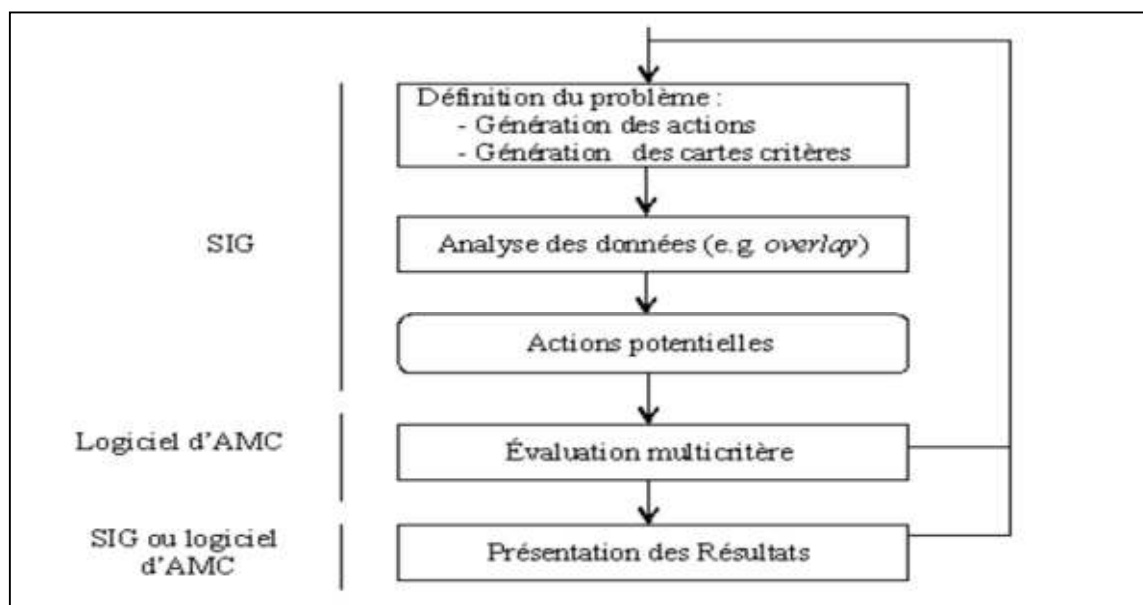 Définition du problème :
- Génération des actions
- Génération des cartes critères
SIG
Analyse des données (e.g. overlay)
Actions potentielles
Logiciel d'AMC
Évaluation multicritère
SIG ou logiciel
d'AMC
Présentation des Résultats